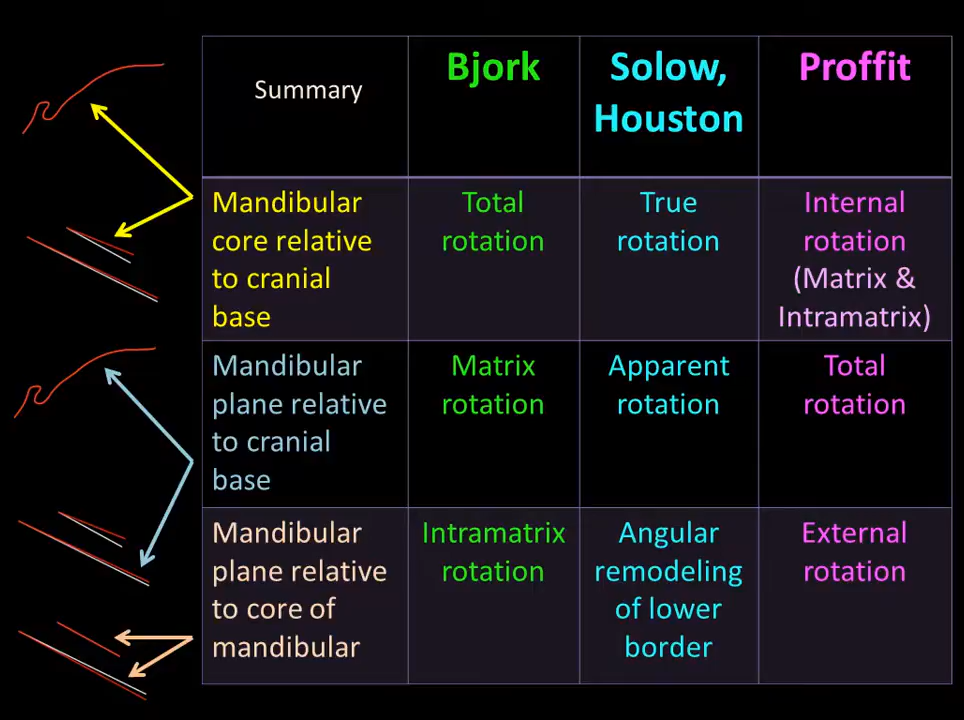 Summary
Bjork
Solow,
Houston
Proffit
Mandibular
core relative
to cranial
base
Total
rotation
True
rotation
Internal
rotation
(Matrix &
Intramatrix)
Mandibular
plane relative
to cranial
base
Matrix
rotation
Apparent
rotation
Total
rotation
Mandibular
plane relative
to core of
mandibular
Intramatrix
rotation
Angular
remodeling
of lower
border
External
rotation